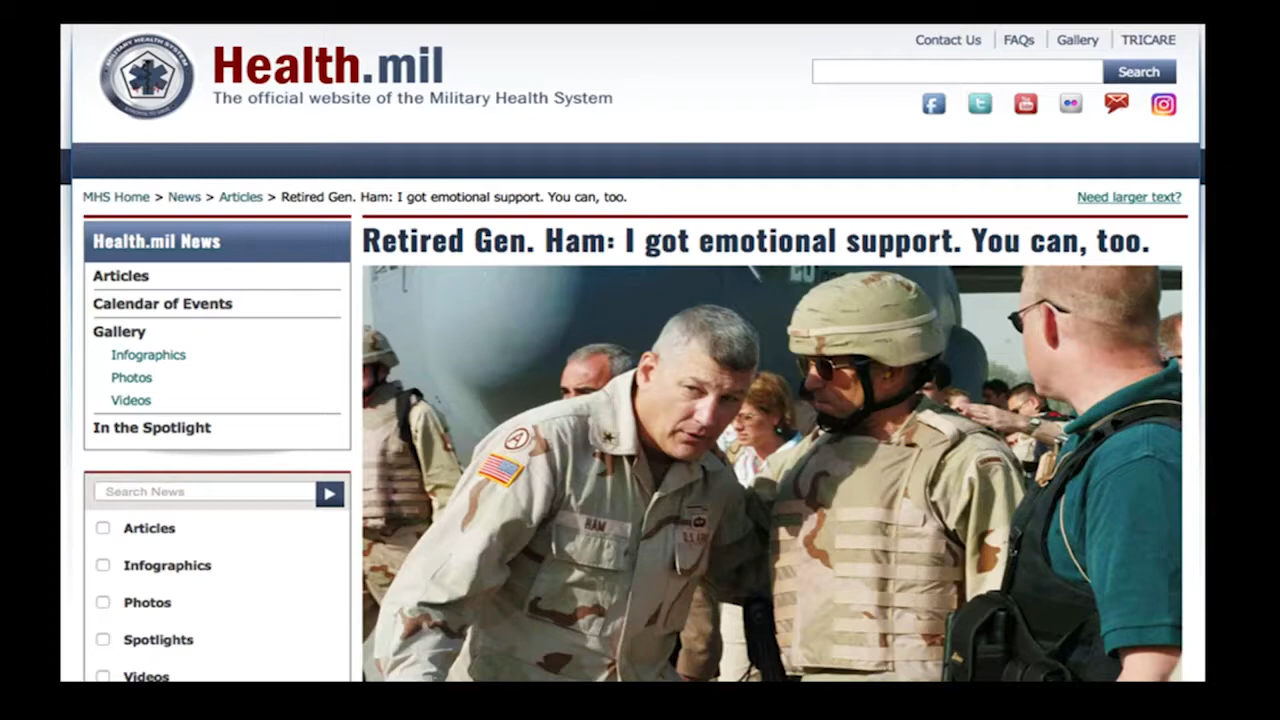 MILITARY HEALTH SYSTEM
Health.mil
The official website of the Military Health System
Contact Us
FAQs
Gallery
TRICARE
Search
MHS Home > News > Articles > Retired Gen. Ham: I got emotional support. You can, too.
Need larger text?
Health.mil News
Articles
Calendar of Events
Gallery
Infographics
Photos
Videos
In the Spotlight
Search News
Articles
Infographics
Photos
Spotlights
Videos
Retired Gen. Ham: I got emotional support. You can, too.
A
HAM
U.S. ARMY